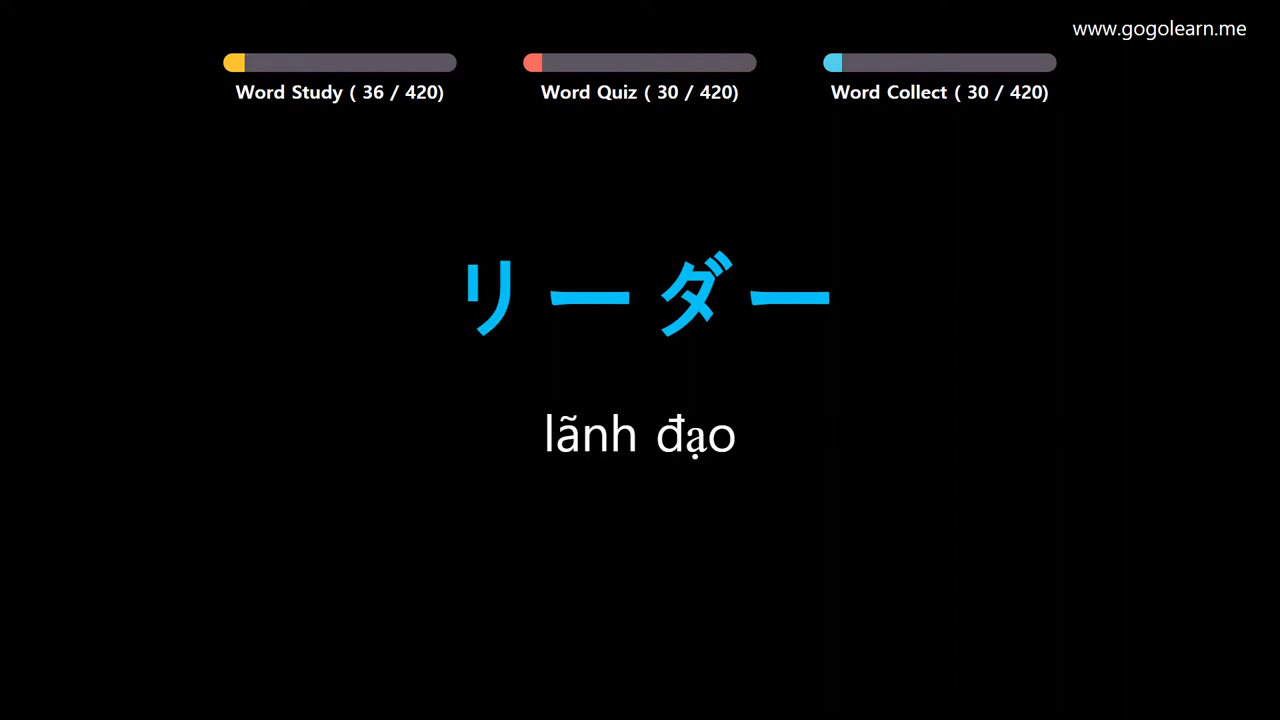 www.gogolearn.me
Word Study ( 36 / 420)
Word Quiz ( 30 / 420)
Word Collect ( 30 / 420)
リーダー
lãnh đạo